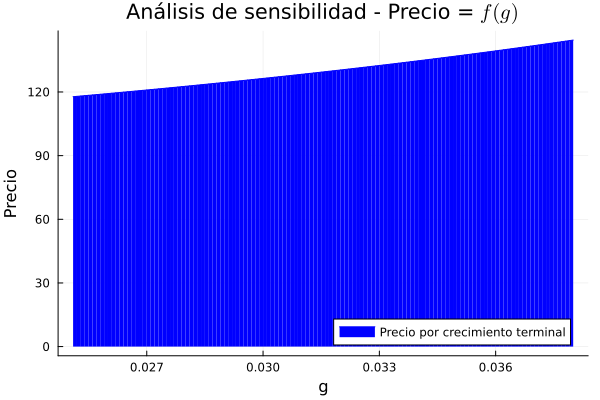 Análisis de sensibilidad - Precio = f(g)
Precio
120
90
60
30
0
Precio por crecimiento terminal
0.027
0.030
0.033
0.036
g